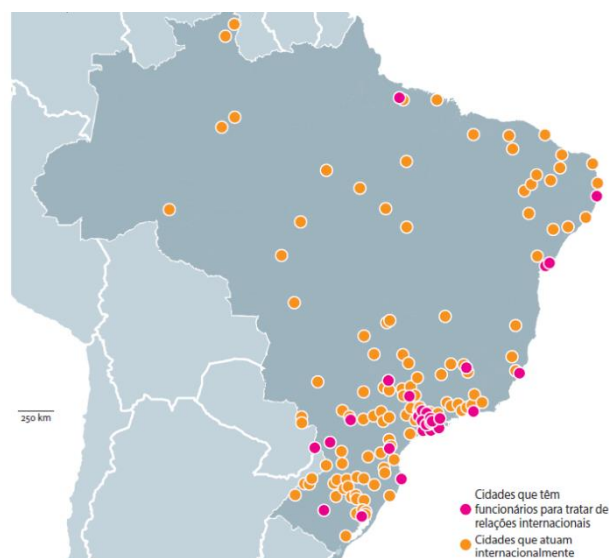 250 km
Cidades que têm
funcionários para tratar de
relações internacionais
Cidades que atuam
internacionalmente